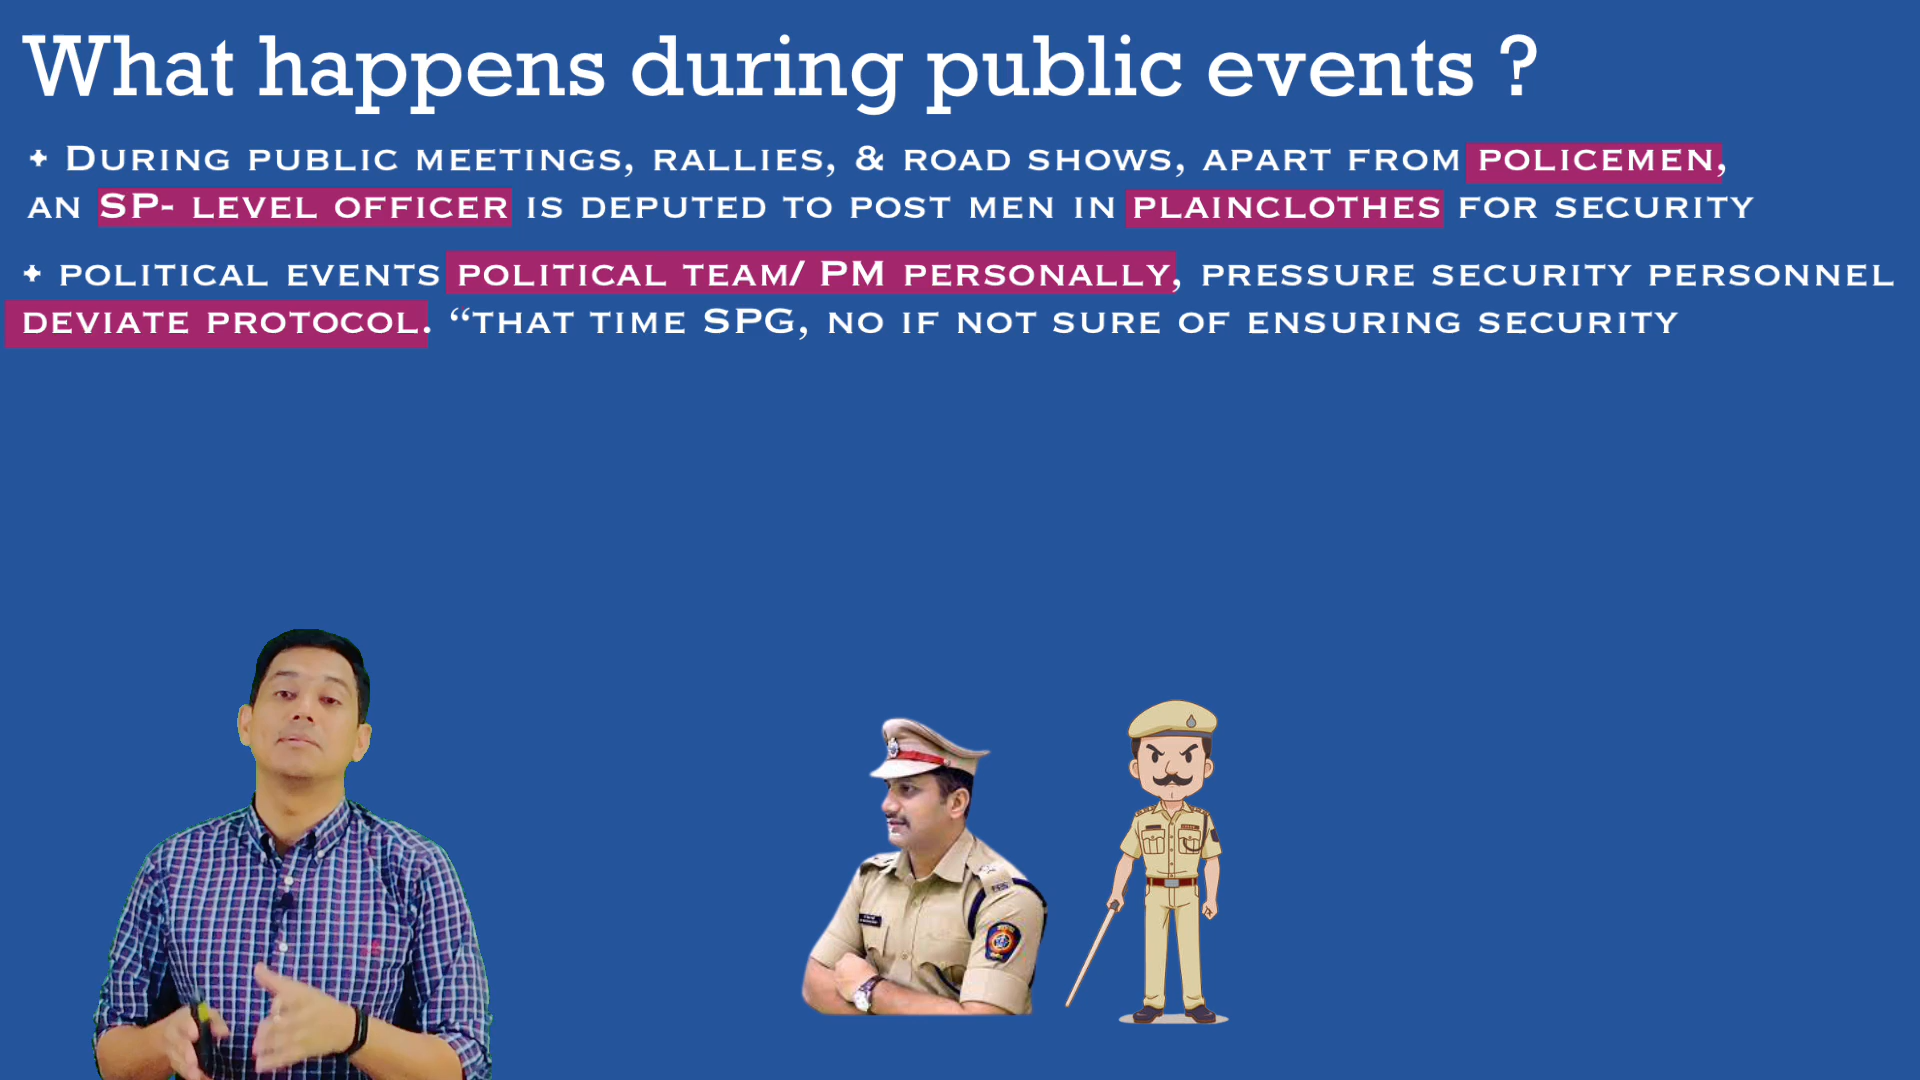 What happens during public events ?
+ During public meetings, rallies, & road shows, apart from policemen,
an SP- level officer is deputed to post men in plainclothes for security
+ political events political team/ PM personally, pressure security personnel
deviate protocol. “that time SPG, no if not sure of ensuring security